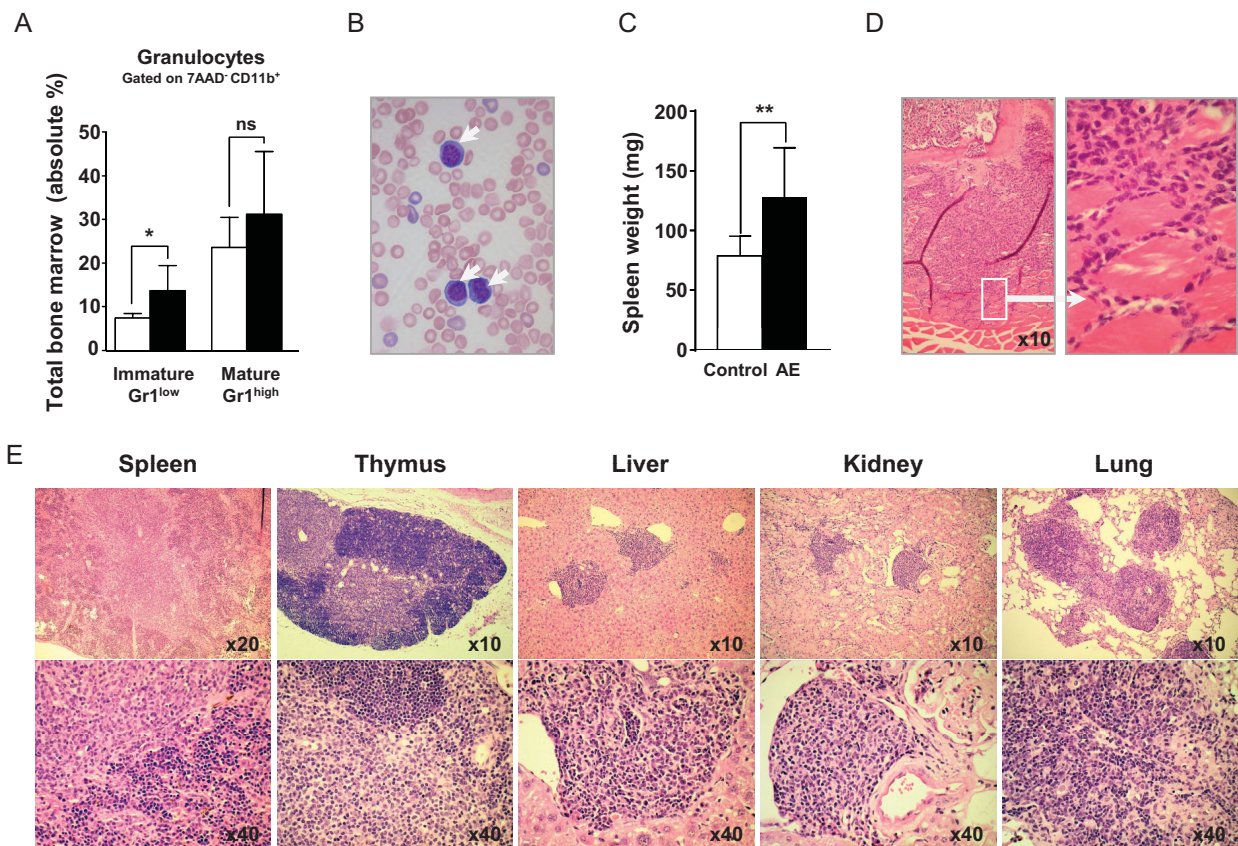 A
Granulocytes
Gated on 7AAD⁻ CD11b⁺
Total bone marrow (absolute %)
50
40
30
20
10
0
*
ns
Immature
Gr1ˡᵒʷ
Mature
Gr1ʰⁱᵍʰ
B
C
Spleen weight (mg)
200
150
100
50
0
**
Control AE
D
x10
E
Spleen Thymus Liver Kidney Lung
x20 x10 x10 x10 x10
x40 x40 x40 x40 x40